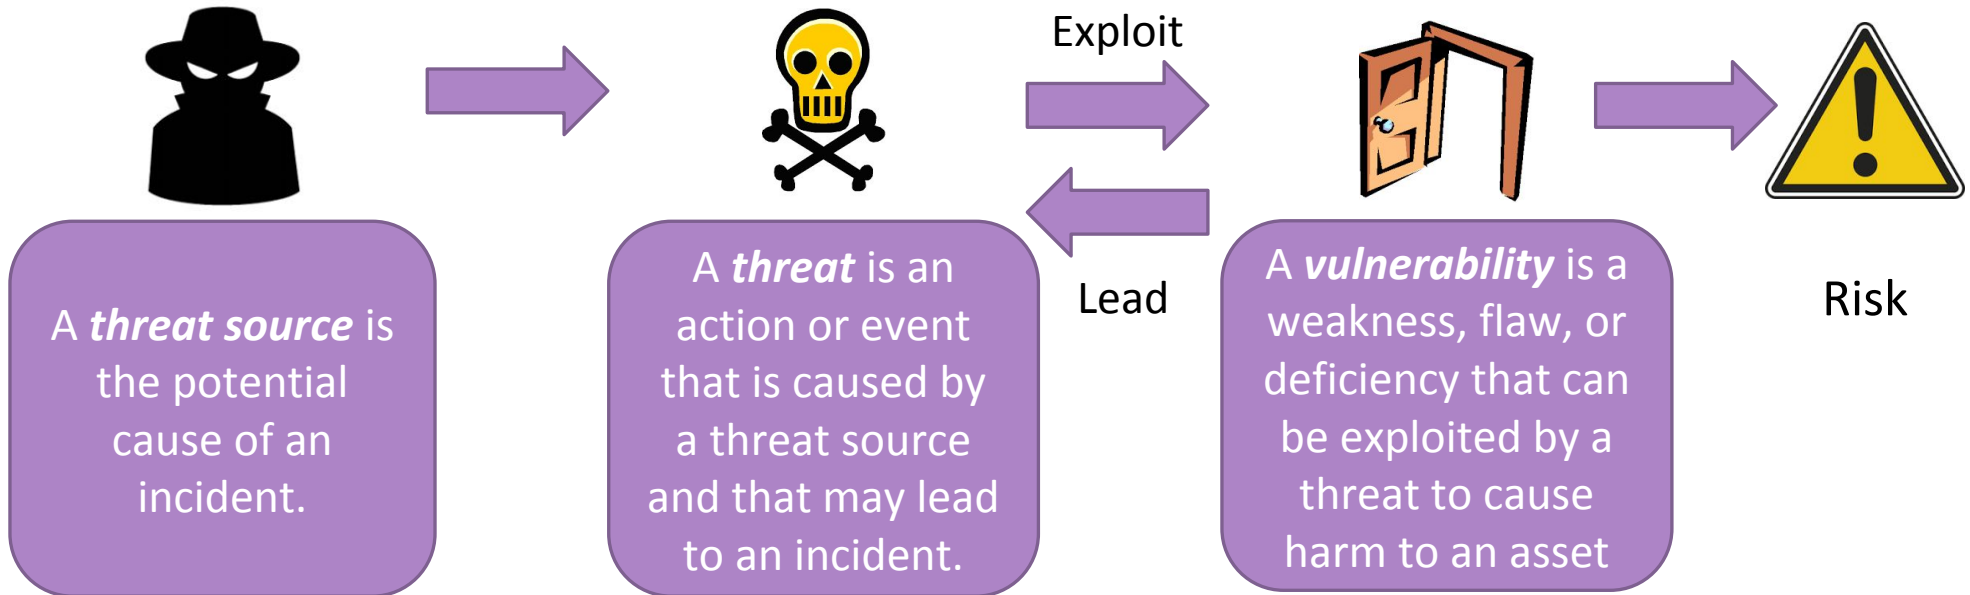 Exploit
A threat source is
the potential
cause of an
incident.
A threat is an
action or event
that is caused by
a threat source
and that may lead
to an incident.
Lead
A vulnerability is a
weakness, flaw, or
deficiency that can
be exploited by a
threat to cause
harm to an asset
Risk